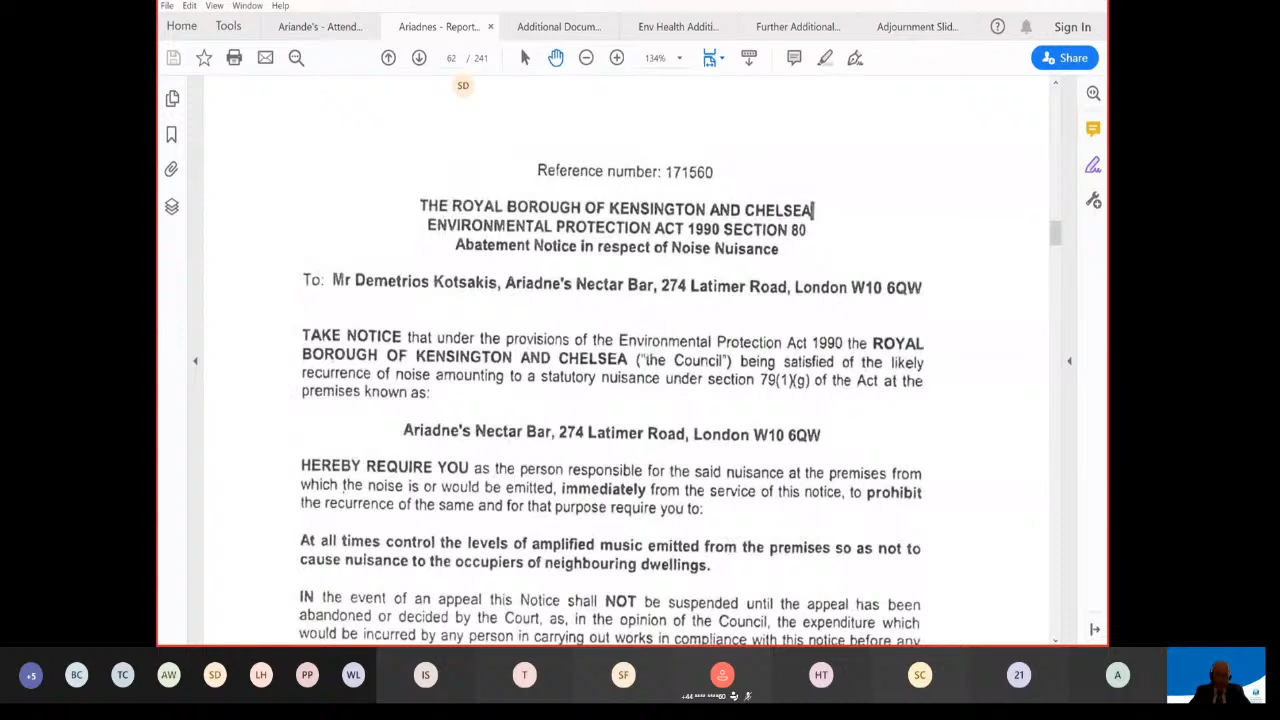 File Edit View Window Help
Home Tools Ariande's - Attend... Ariadnes - Report... × Additional Docum... Env Health Additi... Further Additional... Adjournment Slid... Sign In
62 / 241 134% Share
SD
Reference number: 171560
THE ROYAL BOROUGH OF KENSINGTON AND CHELSEA
ENVIRONMENTAL PROTECTION ACT 1990 SECTION 80
Abatement Notice in respect of Noise Nuisance
To: Mr Demetrios Kotsakis, Ariadne's Nectar Bar, 274 Latimer Road, London W10 6QW
TAKE NOTICE that under the provisions of the Environmental Protection Act 1990 the ROYAL
BOROUGH OF KENSINGTON AND CHELSEA ("the Council") being satisfied of the likely
recurrence of noise amounting to a statutory nuisance under section 79(1)(g) of the Act at the
premises known as:
Ariadne's Nectar Bar, 274 Latimer Road, London W10 6QW
HEREBY REQUIRE YOU as the person responsible for the said nuisance at the premises from
which the noise is or would be emitted, immediately from the service of this notice, to prohibit
the recurrence of the same and for that purpose require you to:
At all times control the levels of amplified music emitted from the premises so as not to
cause nuisance to the occupiers of neighbouring dwellings.
IN the event of an appeal this Notice shall NOT be suspended until the appeal has been
abandoned or decided by the Court, as, in the opinion of the Council, the expenditure which
would be incurred by any person in carrying out works in compliance with this notice before any
+5 BC TC AW SD LH PP WL IS T SF HT SC 21 A